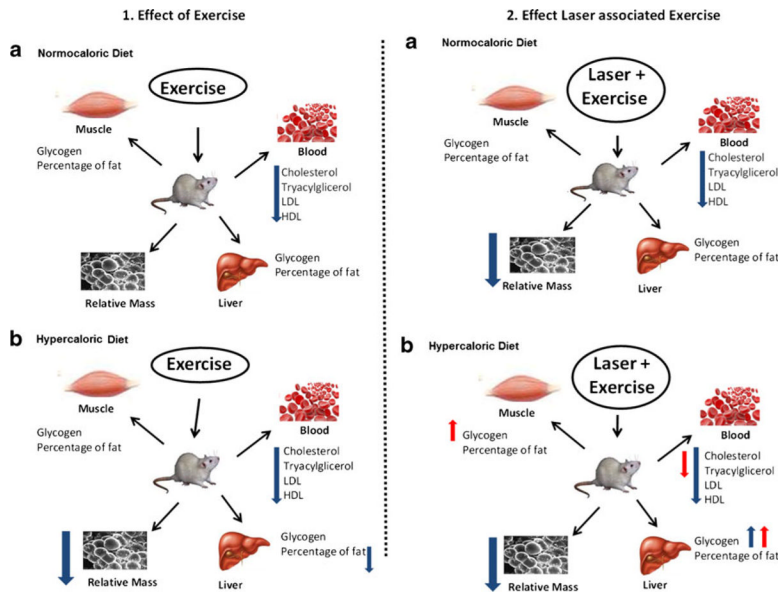 1. Effect of Exercise
a
Normocaloric Diet
Exercise
Muscle
Glycogen
Percentage of fat
Blood
Cholesterol
Tryacylglicerol
LDL
HDL
Relative Mass
Liver
Glycogen
Percentage of fat
b
Hypercaloric Diet
Exercise
Muscle
Glycogen
Percentage of fat
Blood
Cholesterol
Tryacylglicerol
LDL
HDL
Relative Mass
Liver
Glycogen
Percentage of fat
2. Effect Laser associated Exercise
a
Normocaloric Diet
Laser +
Exercise
Muscle
Glycogen
Percentage of fat
Blood
Cholesterol
Tryacylglicerol
LDL
HDL
Relative Mass
Liver
Glycogen
Percentage of fat
b
Hypercaloric Diet
Laser +
Exercise
Muscle
Glycogen
Percentage of fat
Blood
Cholesterol
Tryacylglicerol
LDL
HDL
Relative Mass
Liver
Glycogen
Percentage of fat